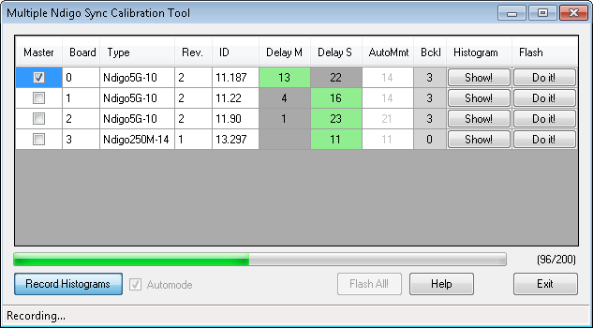 Multiple Ndigo Sync Calibration Tool
Master Board Type Rev. ID Delay M Delay S AutoMmt Bckl Histogram Flash
0 Ndigo5G-10 2 11.187 13 22 14 3 Show! Do it!
1 Ndigo5G-10 2 11.22 4 16 14 3 Show! Do it!
2 Ndigo5G-10 2 11.90 1 23 21 3 Show! Do it!
3 Ndigo250M-14 1 13.297 11 11 0 Show! Do it!
(96/200)
Record Histograms Automode Flash All! Help Exit
Recording...